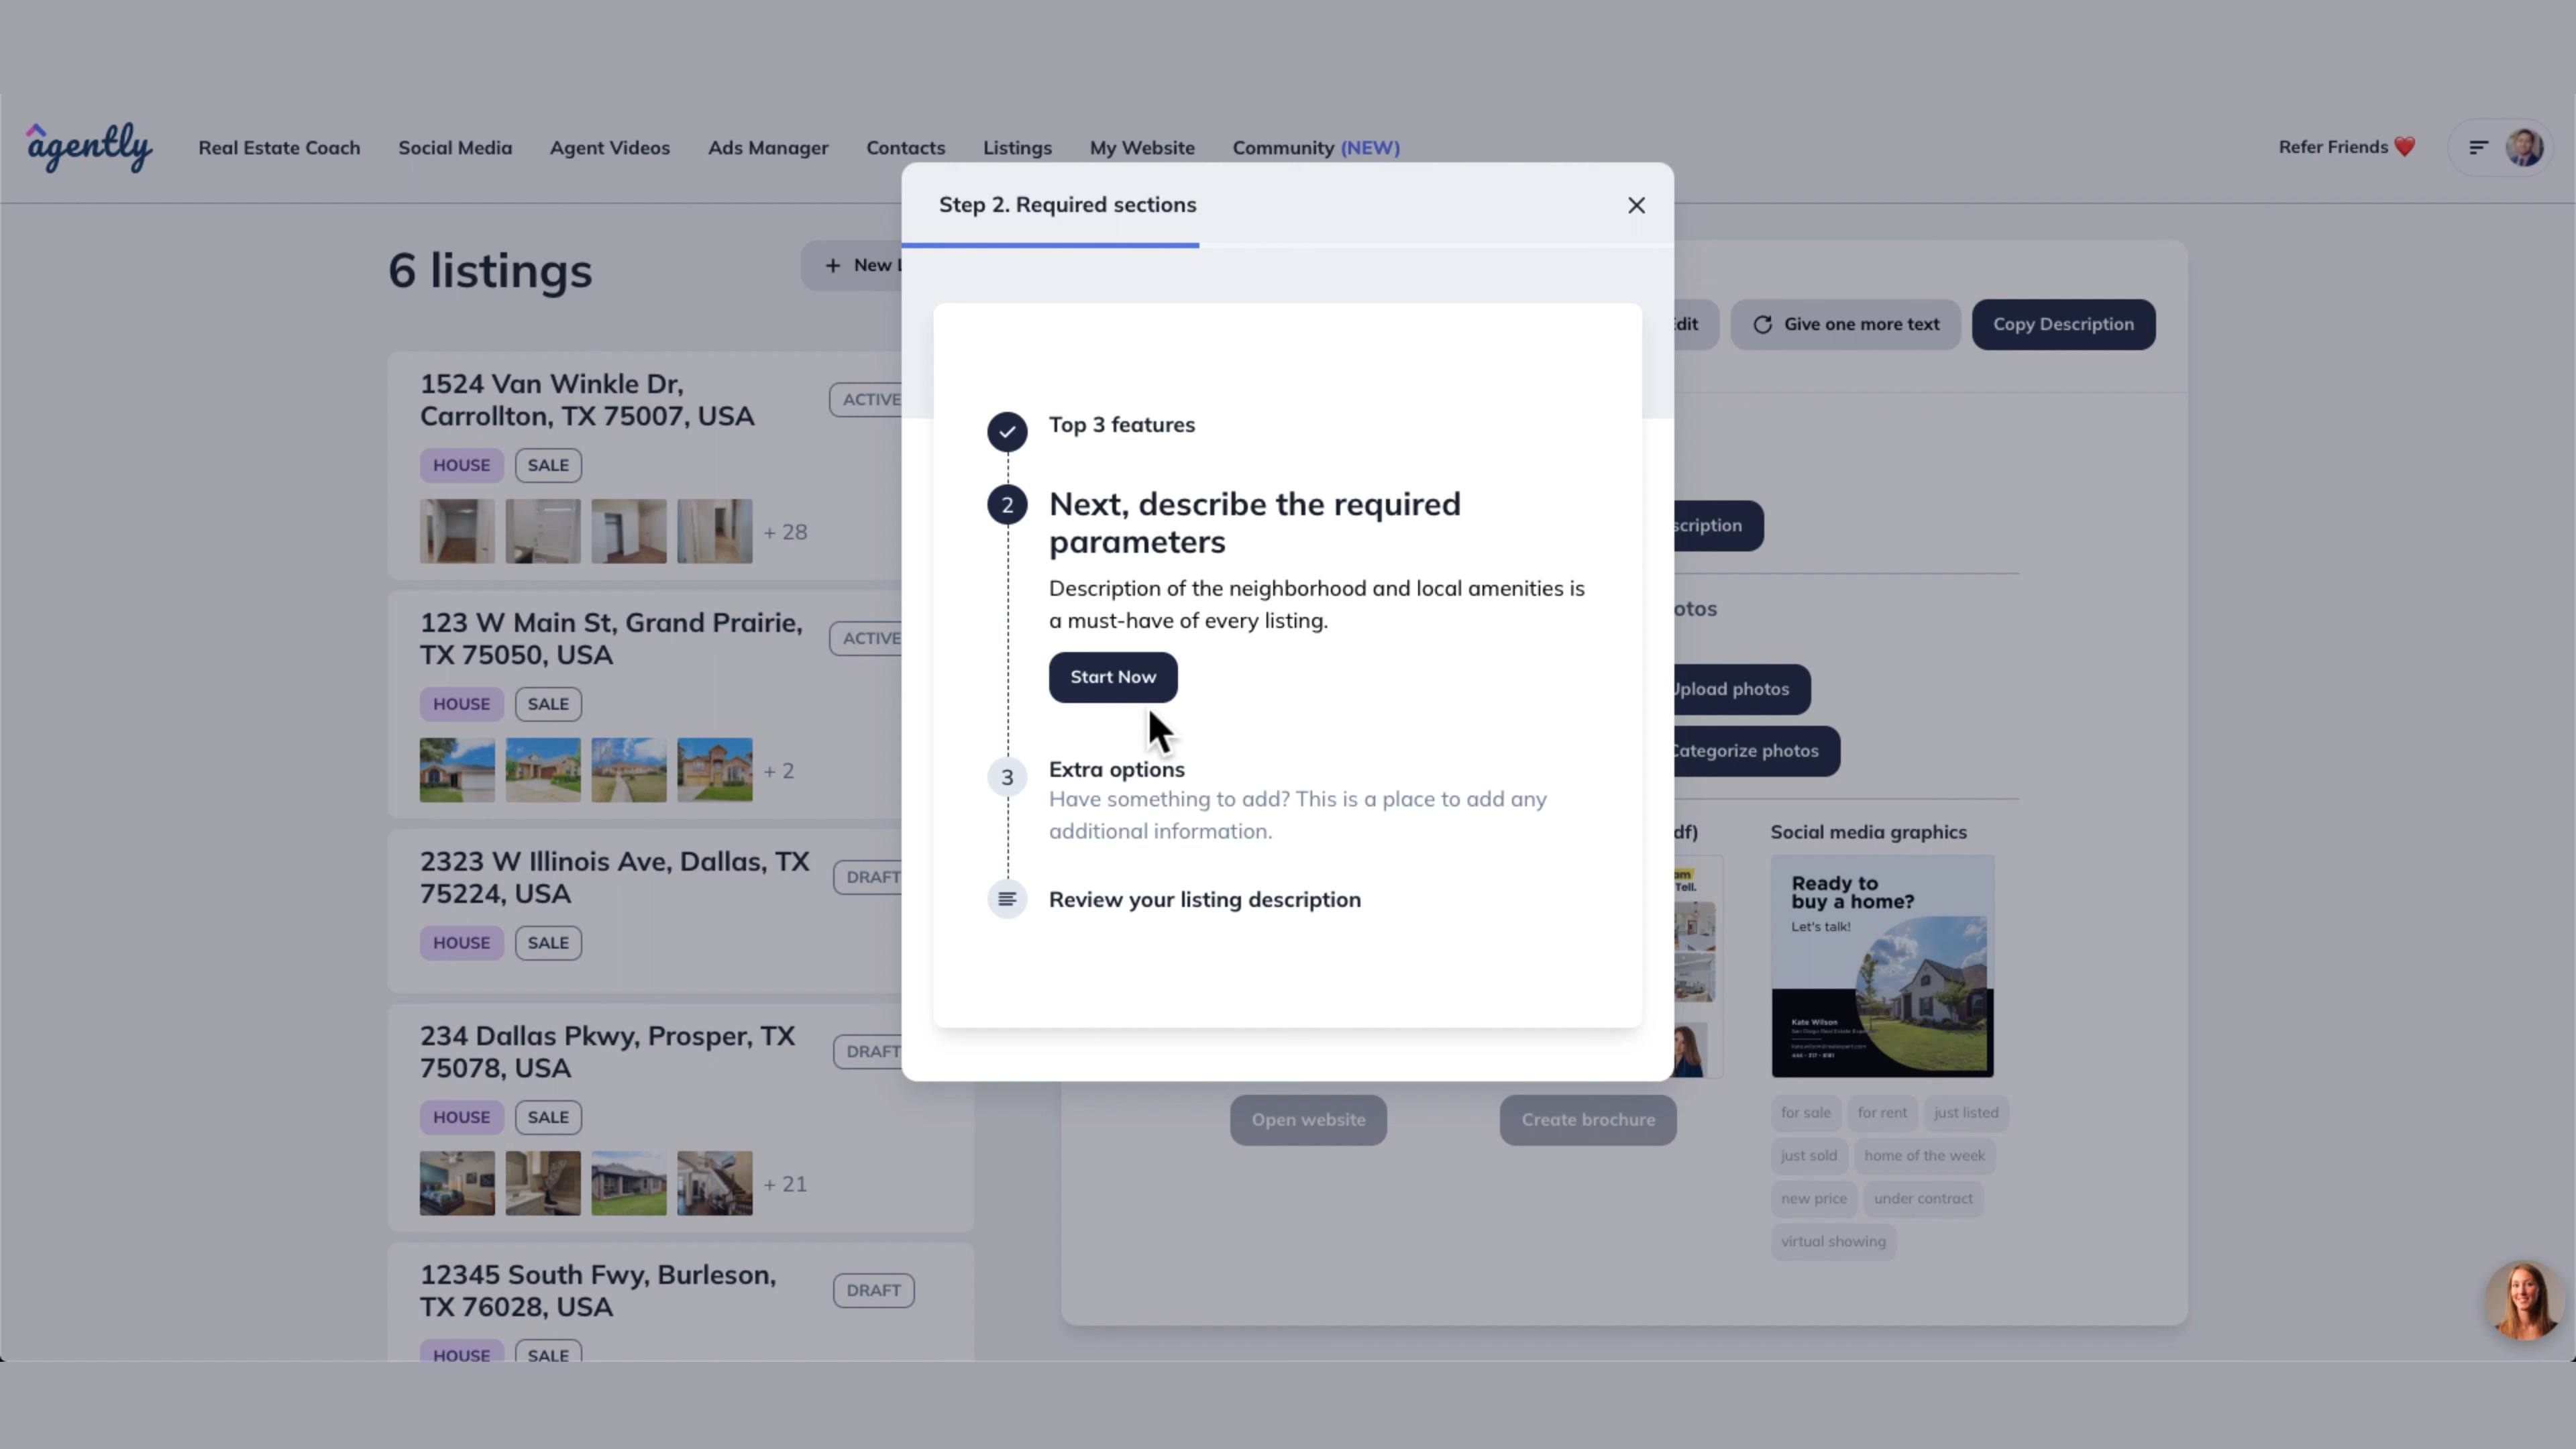 agently
Real Estate Coach
Social Media
Agent Videos
Ads Manager
Contacts
Listings
My Website
Community (NEW)
Refer Friends
6 listings
New
1524 Van Winkle Dr,
Carrollton, TX 75007, USA
ACTIVE
HOUSE
SALE
+ 28
123 W Main St, Grand Prairie,
TX 75050, USA
ACTIVE
HOUSE
SALE
+ 2
2323 W Illinois Ave, Dallas, TX
75224, USA
DRAFT
HOUSE
SALE
234 Dallas Pkwy, Prosper, TX
75078, USA
DRAFT
HOUSE
SALE
+ 21
12345 South Fwy, Burleson,
TX 76028, USA
DRAFT
HOUSE
SALE
Step 2. Required sections
Top 3 features
2
Next, describe the required
parameters
Description of the neighborhood and local amenities is
a must-have of every listing.
Start Now
3
Extra options
Have something to add? This is a place to add any
additional information.
Review your listing description
dit
Give one more text
Copy Description
scription
otos
Upload photos
Categorize photos
df)
am
Tell.
Social media graphics
Ready to
buy a home?
Let's talk!
Kate Wilson
Open website
Create brochure
for sale
for rent
just listed
just sold
home of the week
new price
under contract
virtual showing